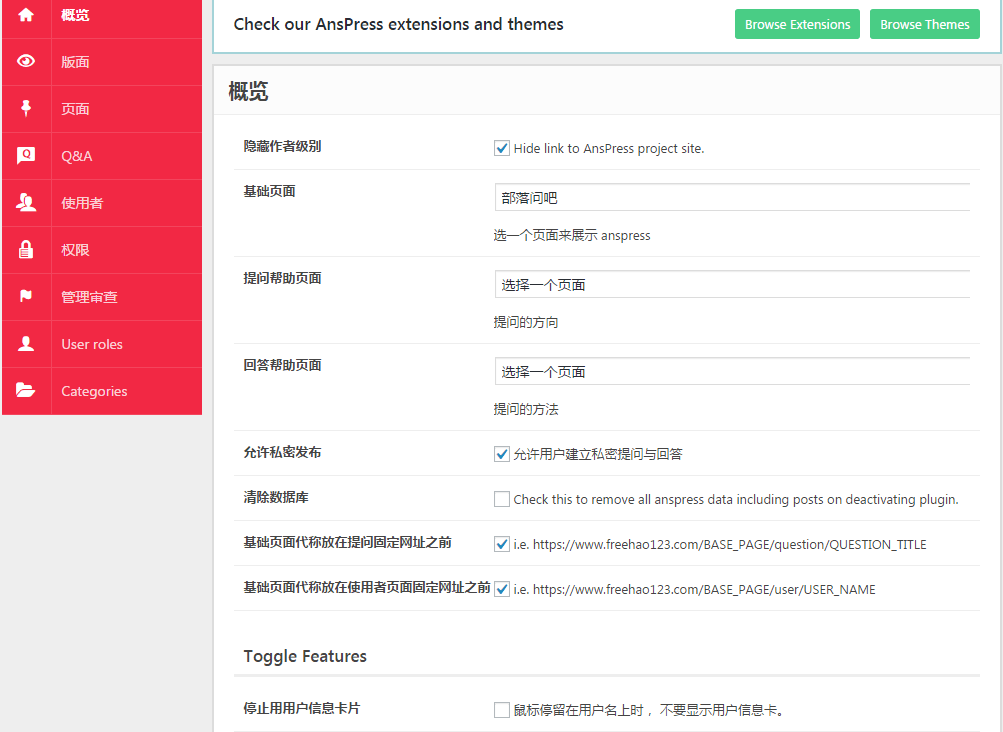 概览
版面
页面
Q&A
使用者
权限
管理审查
User roles
Categories
Check our AnsPress extensions and themes
Browse Extensions
Browse Themes
概览
隐藏作者级别
Hide link to AnsPress project site.
基础页面
部落问吧
选一个页面来展示 anspress
提问帮助页面
选择一个页面
提问的方向
回答帮助页面
选择一个页面
提问的方法
允许私密发布
允许用户建立私密提问与回答
清除数据库
Check this to remove all anspress data including posts on deactivating plugin.
基础页面代称放在提问固定网址之前
i.e. https://www.freehao123.com/BASE_PAGE/question/QUESTION_TITLE
基础页面代称放在使用者页面固定网址之前
i.e. https://www.freehao123.com/BASE_PAGE/user/USER_NAME
Toggle Features
停止用用户信息卡片
鼠标停留在用户名上时，不要显示用户信息卡。